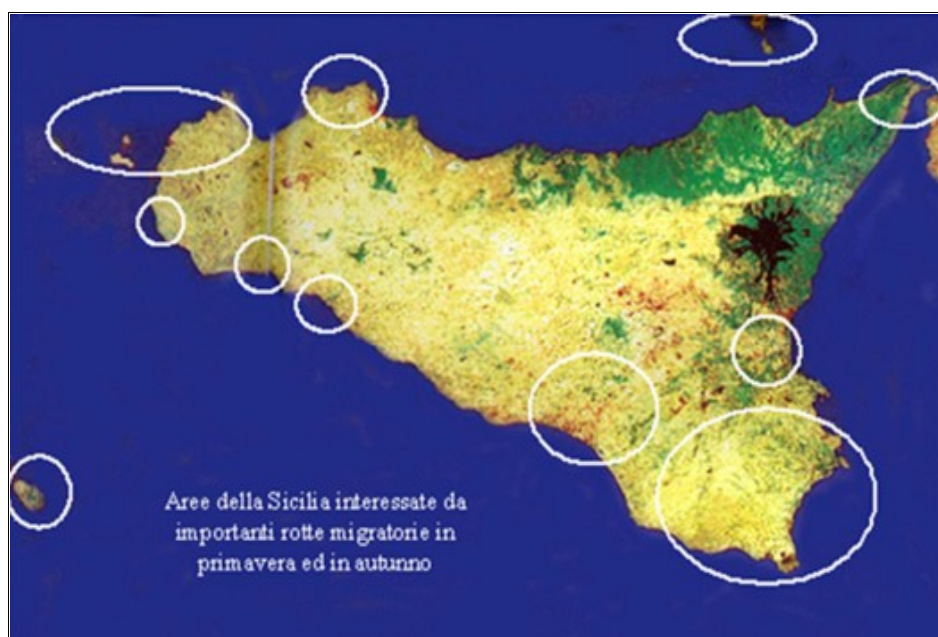 Aree della Sicilia interessate da
importanti rotte migratorie in
primavera ed in autunno